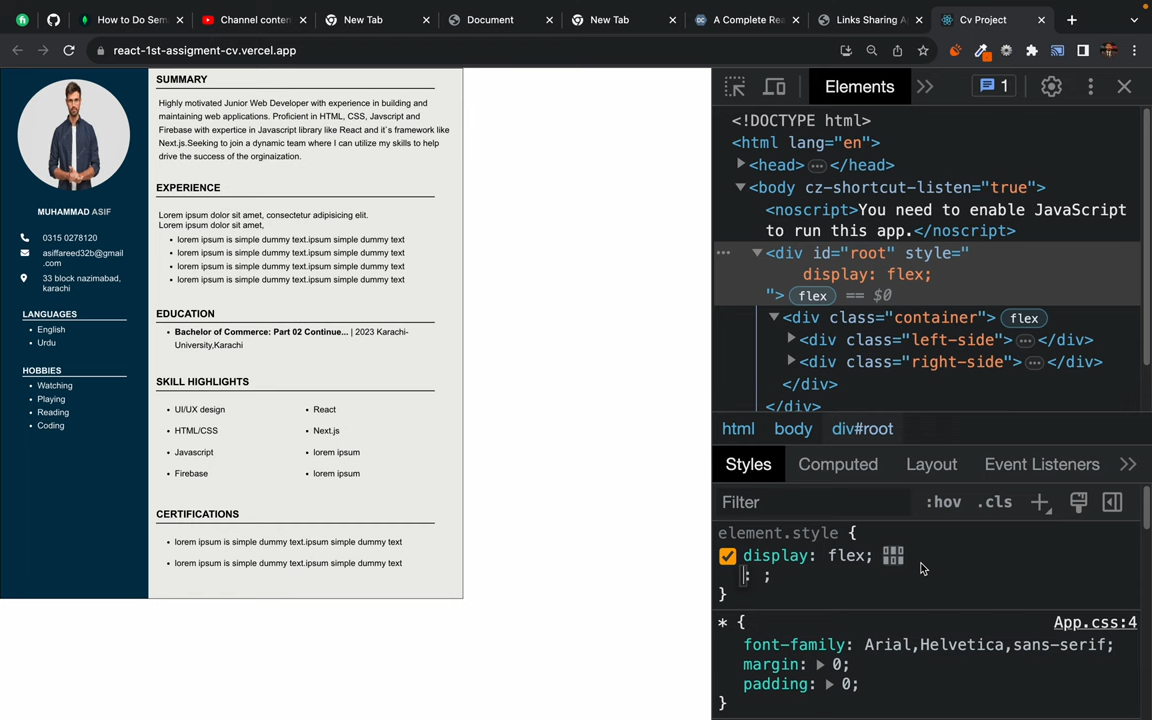 How to Do Sem
Channel conten
New Tab
Document
New Tab
A Complete Rea
Links Sharing A
Cv Project
react-1st-assigment-cv.vercel.app
SUMMARY
Highly motivated Junior Web Developer with experience in building and
maintaining web applications. Proficient in HTML, CSS, Javscript and
Firebase with expertice in Javascript library like React and it`s framework like
Next.js.Seeking to join a dynamic team where I can utilize my skills to help
drive the success of the orginaization.
EXPERIENCE
Lorem ipsum dolor sit amet, consectetur adipisicing elit.
Lorem ipsum dolor sit amet,
• lorem ipsum is simple dummy text.ipsum simple dummy text
• lorem ipsum is simple dummy text.ipsum simple dummy text
• lorem ipsum is simple dummy text.ipsum simple dummy text
• lorem ipsum is simple dummy text.ipsum simple dummy text
EDUCATION
• Bachelor of Commerce: Part 02 Continue... | 2023 Karachi-
University,Karachi
SKILL HIGHLIGHTS
• UI/UX design
• React
• HTML/CSS
• Next.js
• Javascript
• lorem ipsum
• Firebase
• lorem ipsum
CERTIFICATIONS
• lorem ipsum is simple dummy text.ipsum simple dummy text
• lorem ipsum is simple dummy text.ipsum simple dummy text
MUHAMMAD ASIF
0315 0278120
asiffareed32b@gmail
.com
33 block nazimabad,
karachi
LANGUAGES
• English
• Urdu
HOBBIES
• Watching
• Playing
• Reading
• Coding
Elements
1
<!DOCTYPE html>
<html lang="en">
<head> ... </head>
<body cz-shortcut-listen="true">
<noscript>You need to enable JavaScript
to run this app.</noscript>
<div id="root" style="
display: flex;
"> flex == $0
<div class="container"> flex
<div class="left-side"> ... </div>
<div class="right-side"> ... </div>
</div>
</div>
html body div#root
Styles Computed Layout Event Listeners
Filter :hov .cls
element.style {
display: flex;
: ;
}
* {
App.css:4
font-family: Arial,Helvetica,sans-serif;
margin: 0;
padding: 0;
}